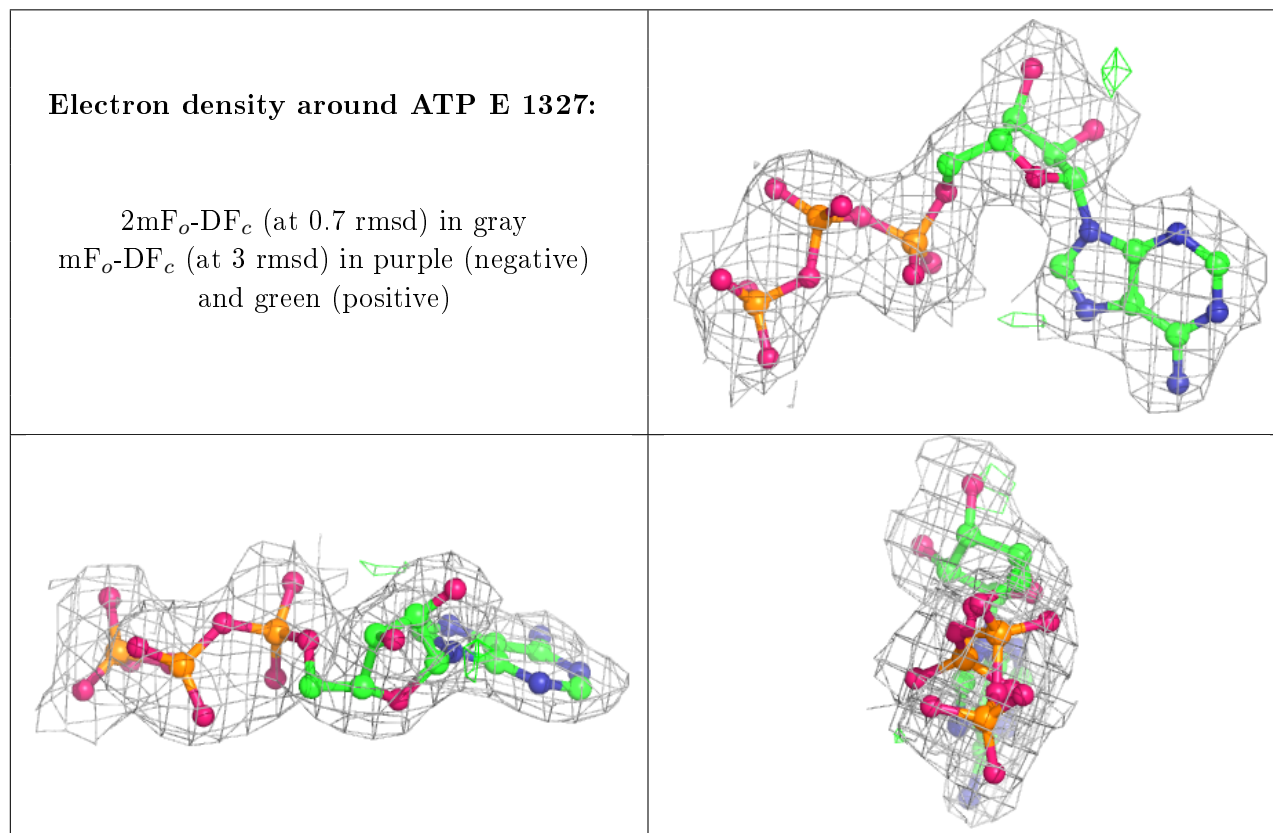 Electron density around ATP E 1327:
2mFo-DFc (at 0.7 rmsd) in gray
mFo-DFc (at 3 rmsd) in purple (negative)
and green (positive)